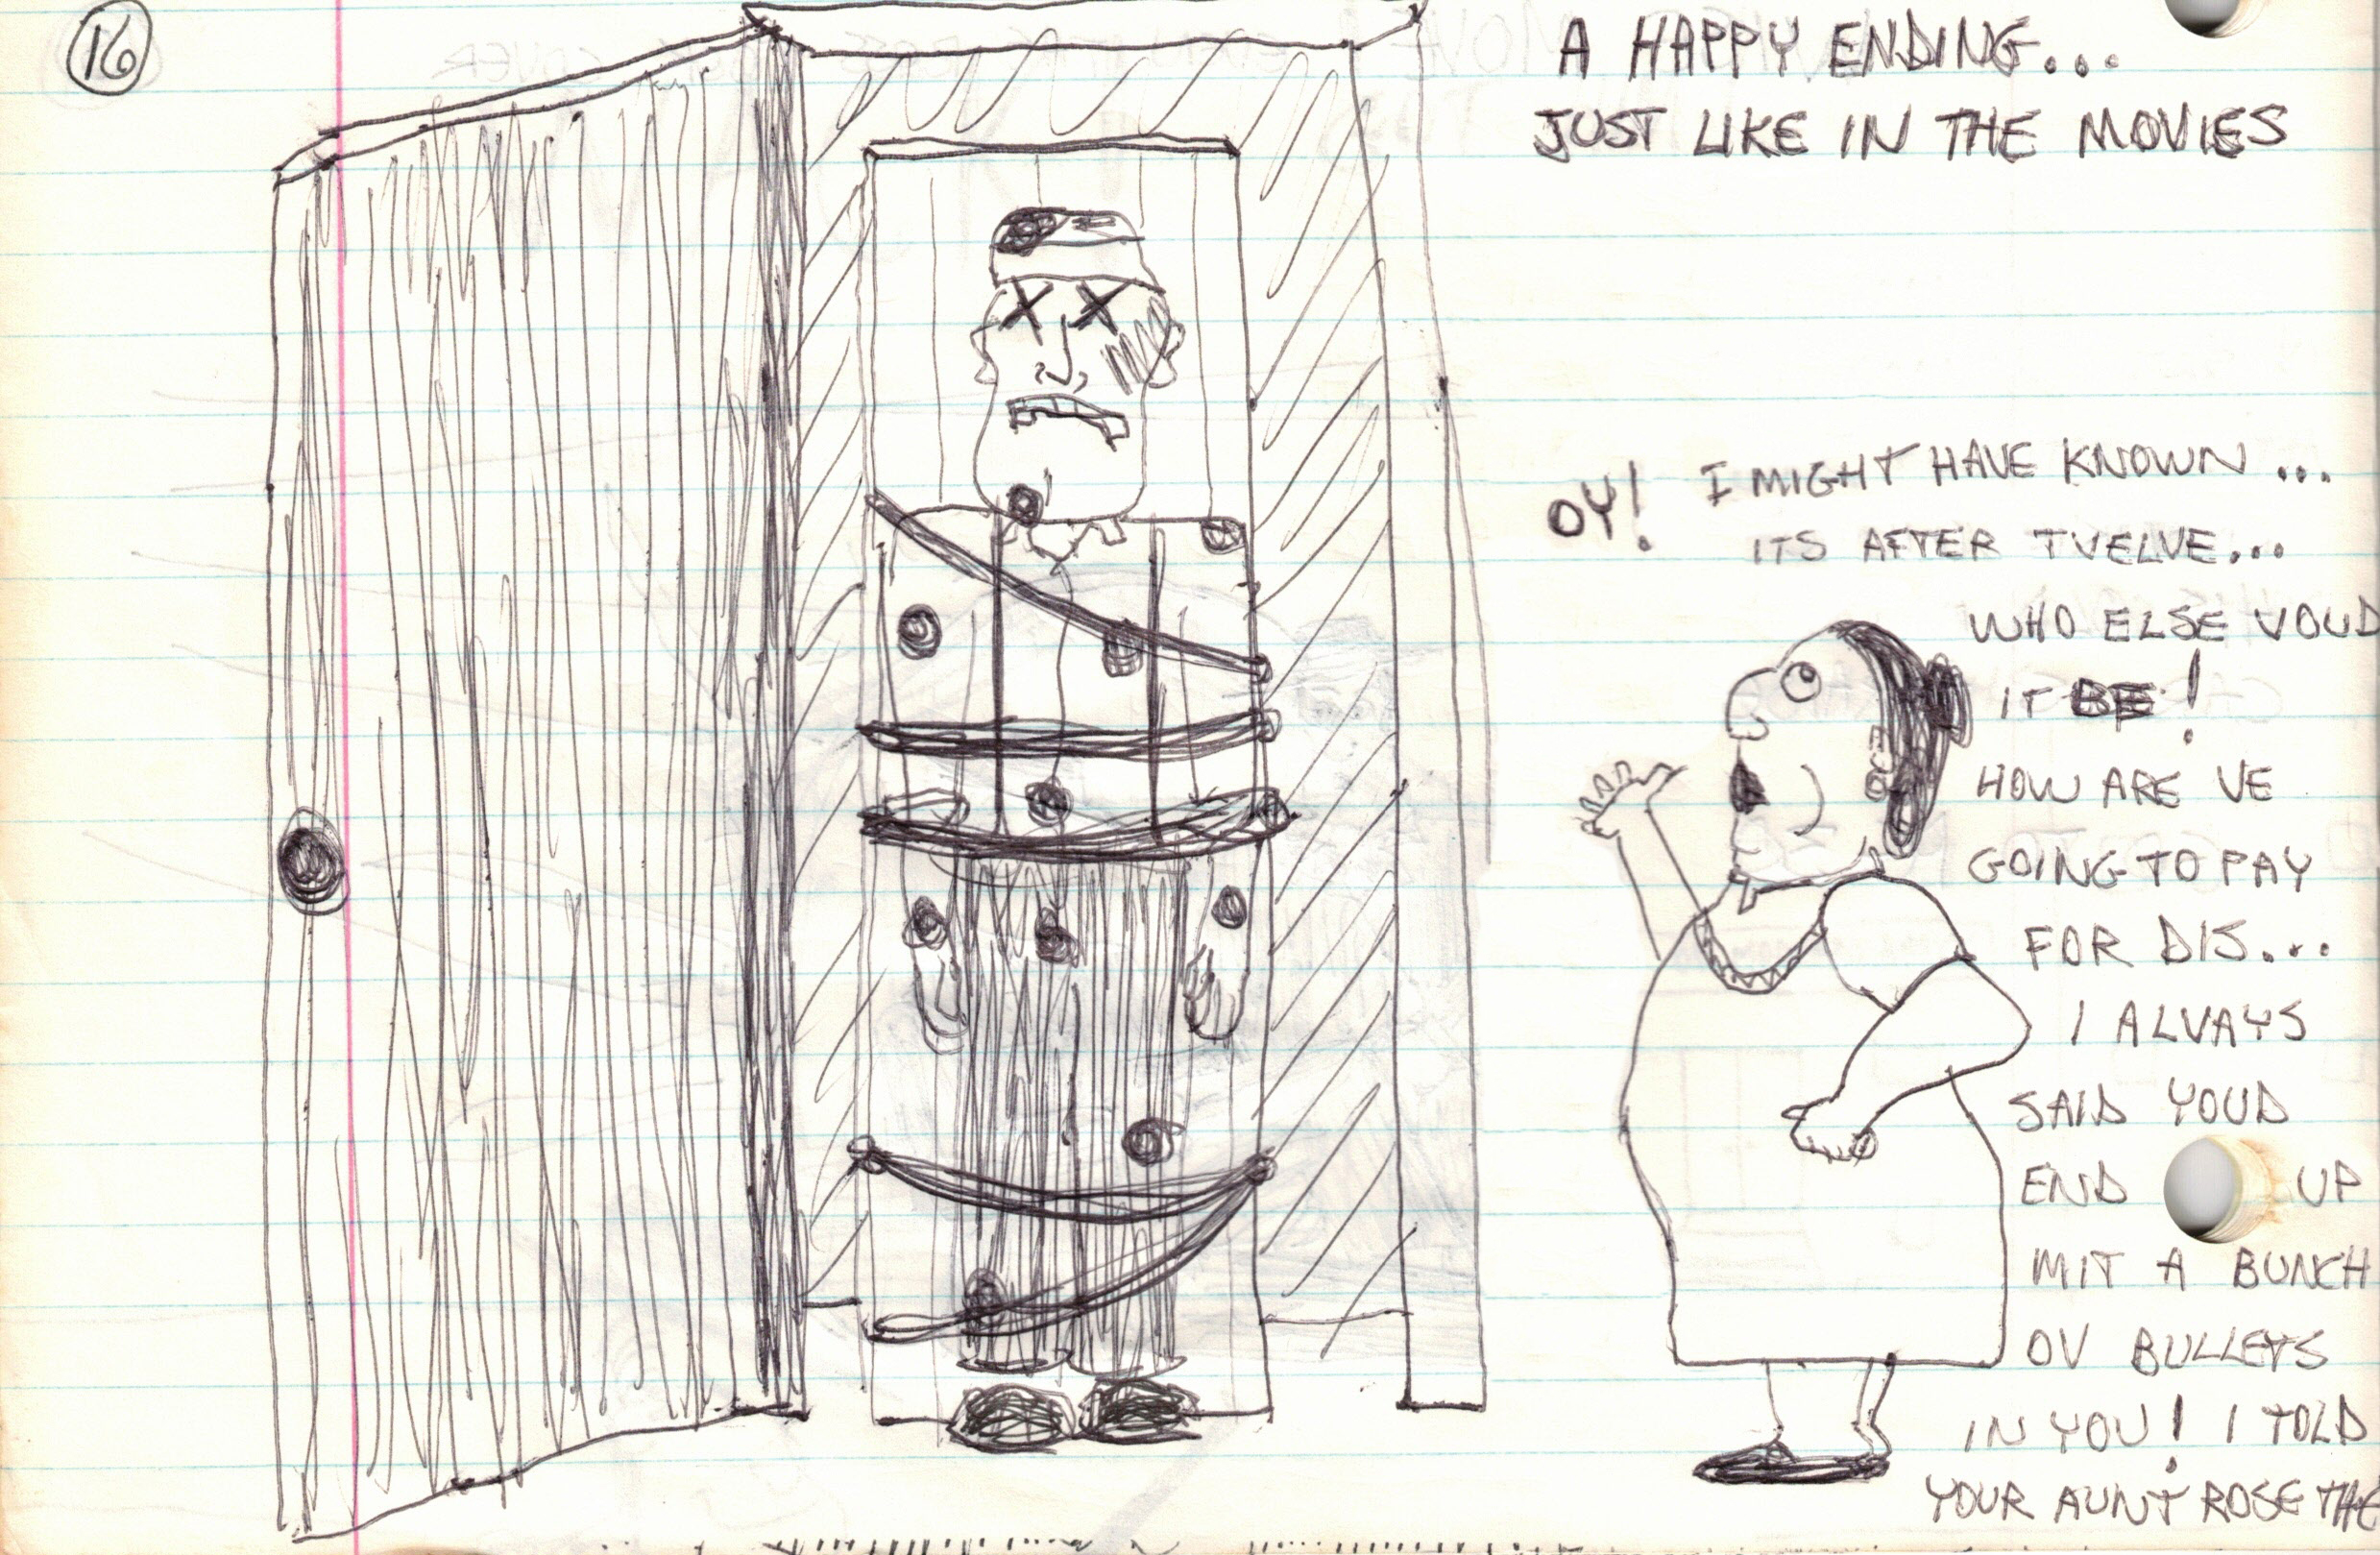 16
A HAPPY ENDING...
JUST LIKE IN THE MOVIES
OY! I MIGHT HAVE KNOWN...
ITS AFTER TVELVE...
WHO ELSE VOUD
IT BE!
HOW ARE VE
GOING TO PAY
FOR DIS...
I ALVAYS
SAID YOUD
END UP
MIT A BUNCH
OV BULLETS
IN YOU! I TOLD
YOUR AUNT ROSE THE